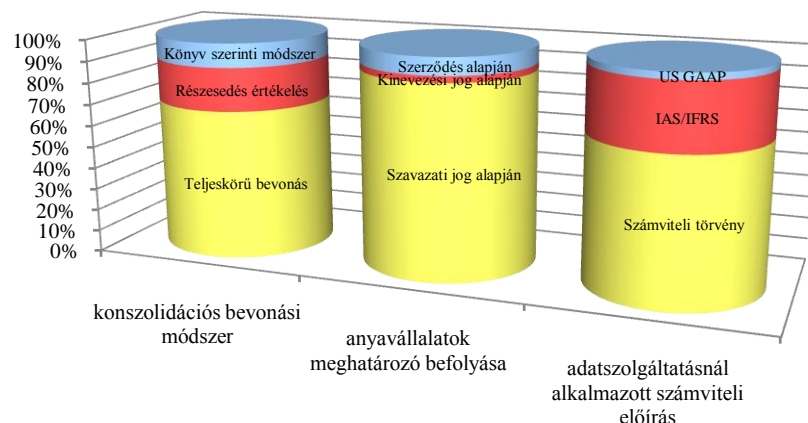 100%
90%
80%
70%
60%
50%
40%
30%
20%
10%
0%
Könyv szerinti módszer
Részesedés értékelés
Teljeskörű bevonás
Szerződés alapján
Kinevezési jog alapján
Szavazati jog alapján
US GAAP
IAS/IFRS
Számviteli törvény
konszolidációs bevonási
módszer
anyavállalatok
meghatározó befolyása
adatszolgáltatásnál
alkalmazott számviteli
előírás